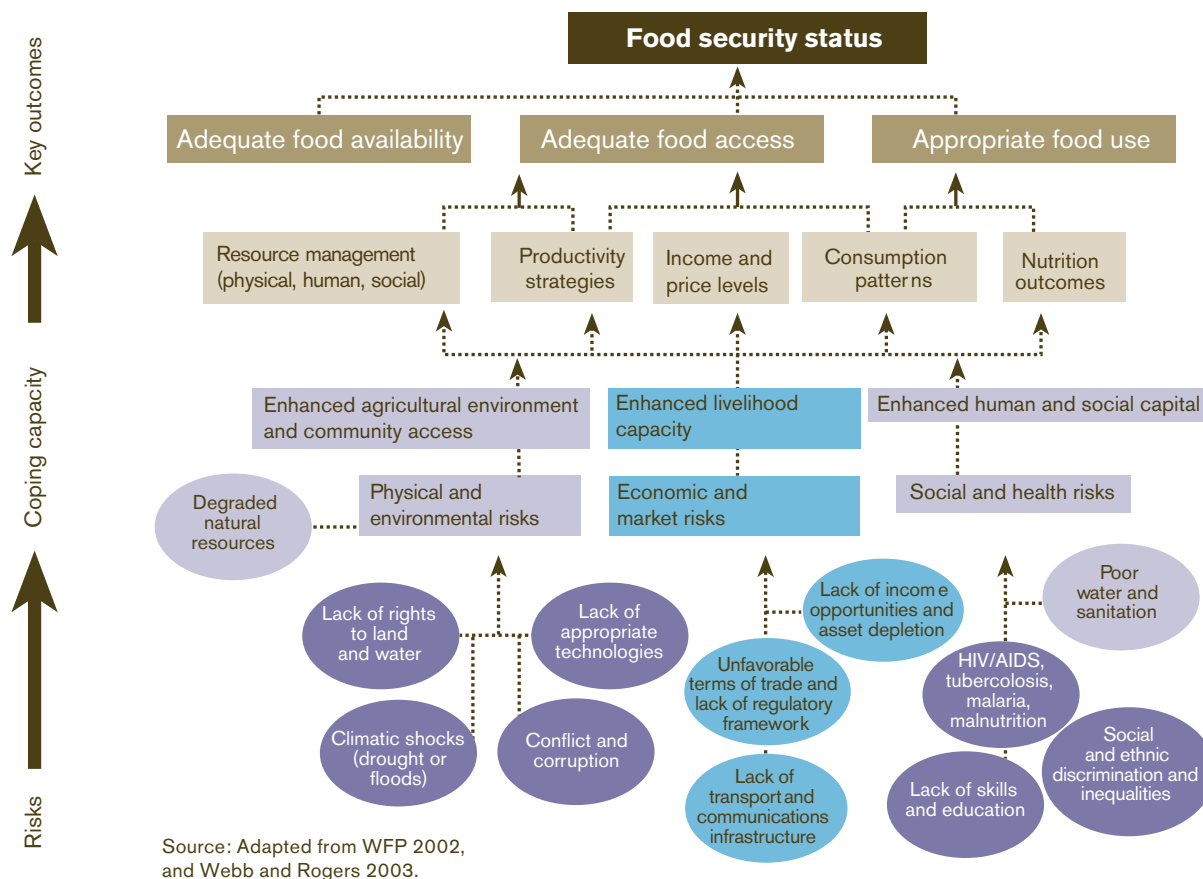 Food security status
Key outcomes
Adequate food availability
Adequate food access
Appropriate food use
Resource management
(physical, human, social)
Productivity
strategies
Income and
price levels
Consumption
patterns
Nutrition
outcomes
Coping capacity
Enhanced agricultural environment
and community access
Enhanced livelihood
capacity
Enhanced human and social capital
Degraded
natural
resources
Physical and
environmental risks
Economic and
market risks
Social and health risks
Risks
Lack of rights
to land
and water
Lack of
appropriate
technologies
Climatic shocks
(drought or
floods)
Conflict and
corruption
Lack of income
opportunities and
asset depletion
Unfavorable
terms of trade and
lack of regulatory
framework
Lack of
transport and
communications
infrastructure
Poor
water and
sanitation
HIV/AIDS,
tubercolosis,
malaria,
malnutrition
Social
and ethnic
discrimination and
inequalities
Lack of skills
and education
Source: Adapted from WFP 2002,
and Webb and Rogers 2003.